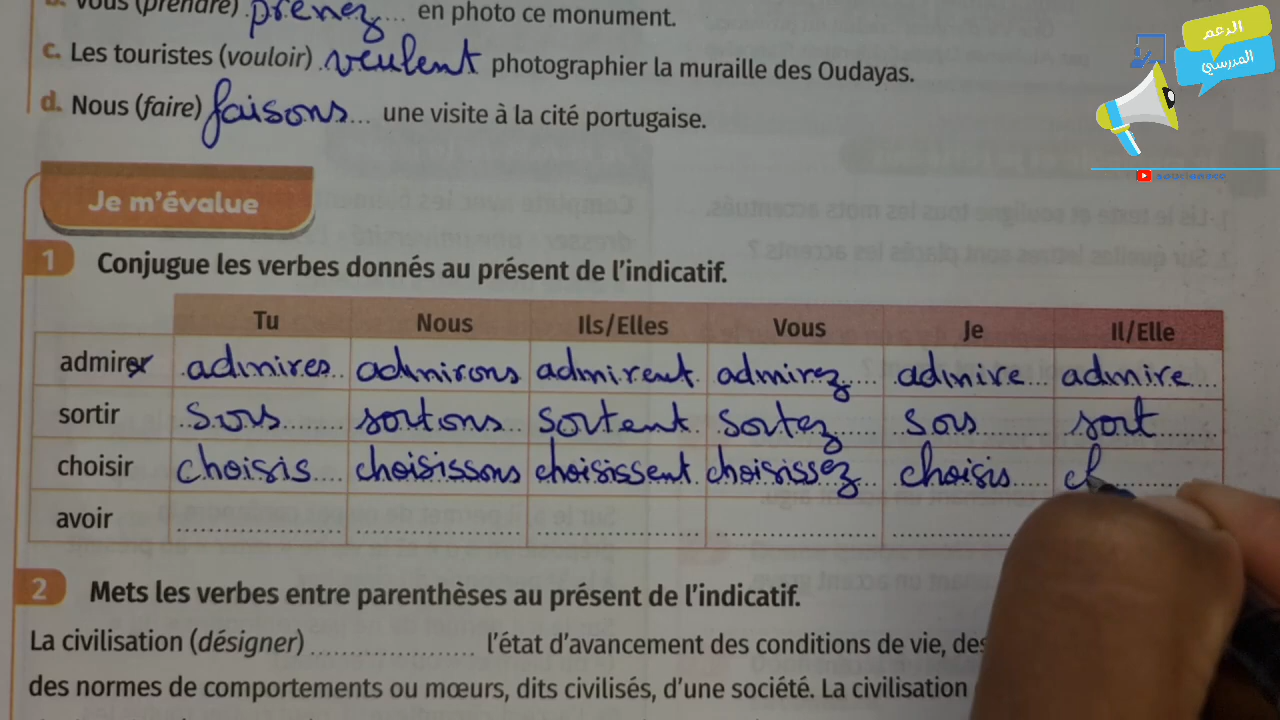 b. Vous (prendre) prenez... en photo ce monument.
c. Les touristes (vouloir) veulent photographier la muraille des Oudayas.
d. Nous (faire) faisons... une visite à la cité portugaise.
الدعم
المدرسي
Je m'évalue
1 Conjugue les verbes donnés au présent de l'indicatif.
Tu Nous Ils/Elles Vous Je Il/Elle
admirer admires admirons admirent admirez admire admire
sortir sors sortons sortent sortez sors sort
choisir choisis choisissons choisissent choisissez choisis ch
avoir
2 Mets les verbes entre parenthèses au présent de l'indicatif.
La civilisation (désigner) .................... l'état d'avancement des conditions de vie, des
des normes de comportements ou mœurs, dits civilisés, d'une société. La civilisation